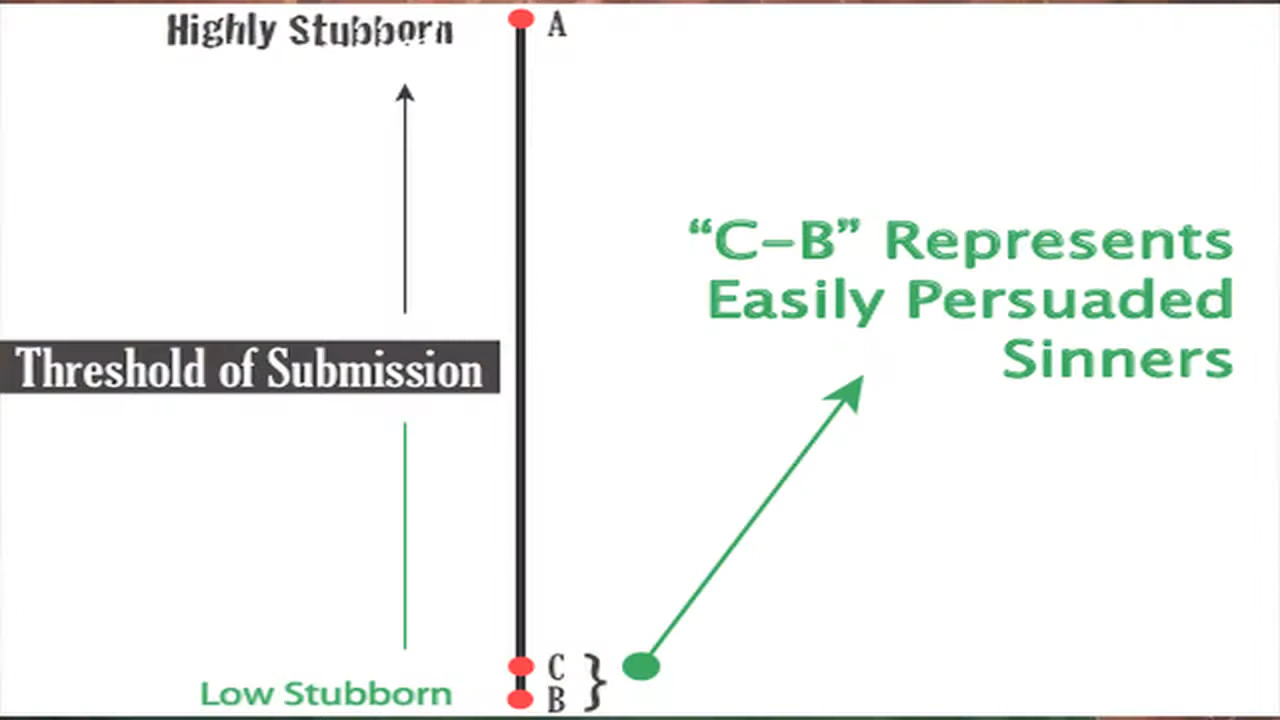 Highly Stubborn
A
“C–B” Represents
Easily Persuaded
Sinners
Threshold of Submission
C
}
Low Stubborn
B